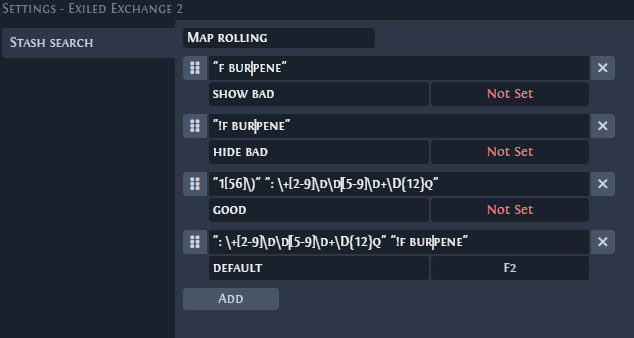 Settings - Exiled Exchange 2
Stash search
Map rolling
"f bur|pene"
×
show bad
Not Set
"!f bur|pene"
×
hide bad
Not Set
"1[56]\)" ": \+[2-9]\d\d|[5-9]\d+\D{12}q"
×
good
Not Set
": \+[2-9]\d\d|[5-9]\d+\D{12}q" "!f bur|pene"
×
default
F2
Add